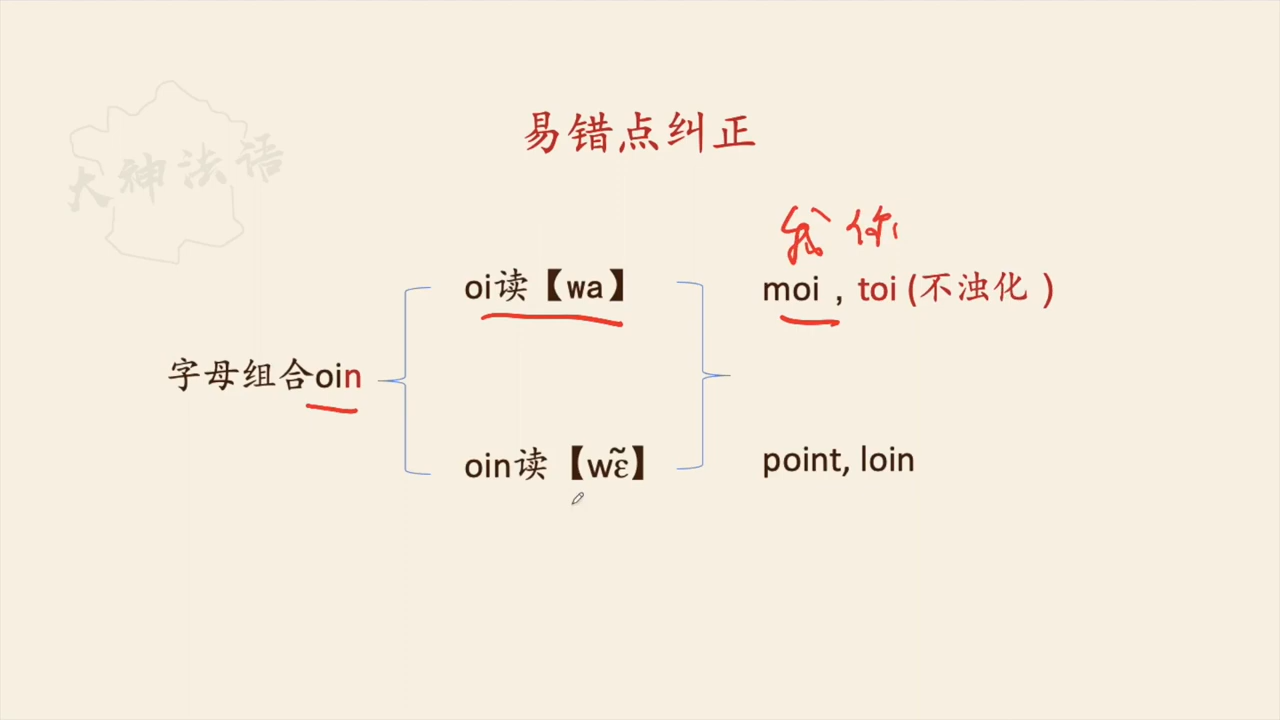 大神法语
易错点纠正
我 你
oi读【wa】
moi , toi (不浊化 )
字母组合oin
oin读【wɛ̃】
point, loin